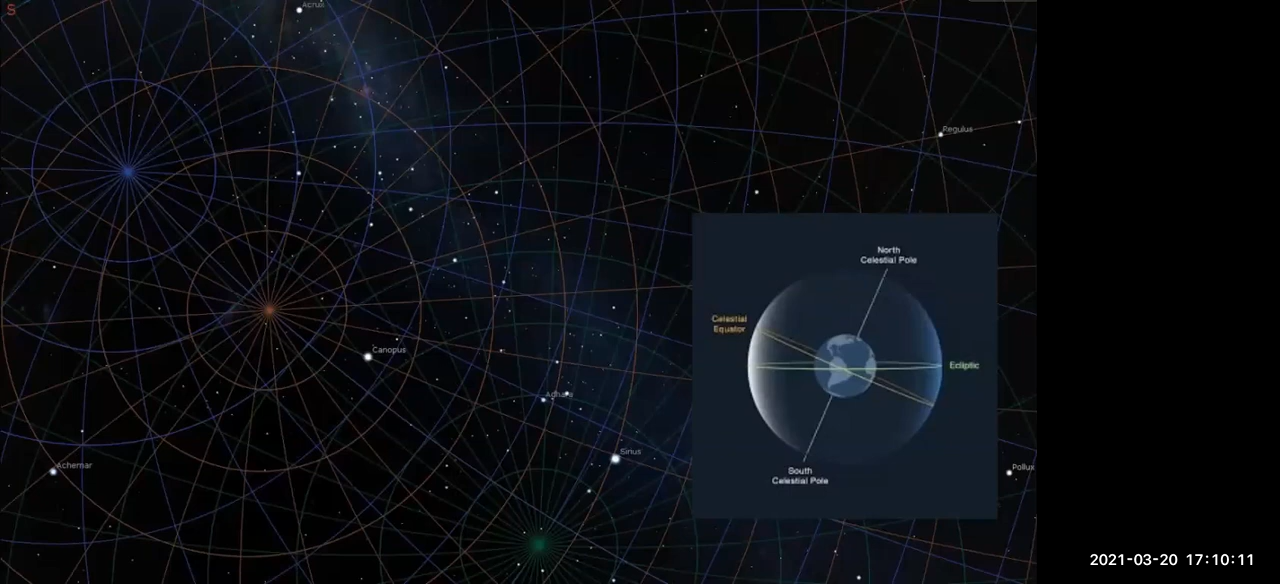 S
Acrux
Regulus
North
Celestial Pole
Celestial
Equator
Canopus
Ecliptic
Adhara
Sirius
Achernar
Pollux
South
Celestial Pole
2021-03-20 17:10:11